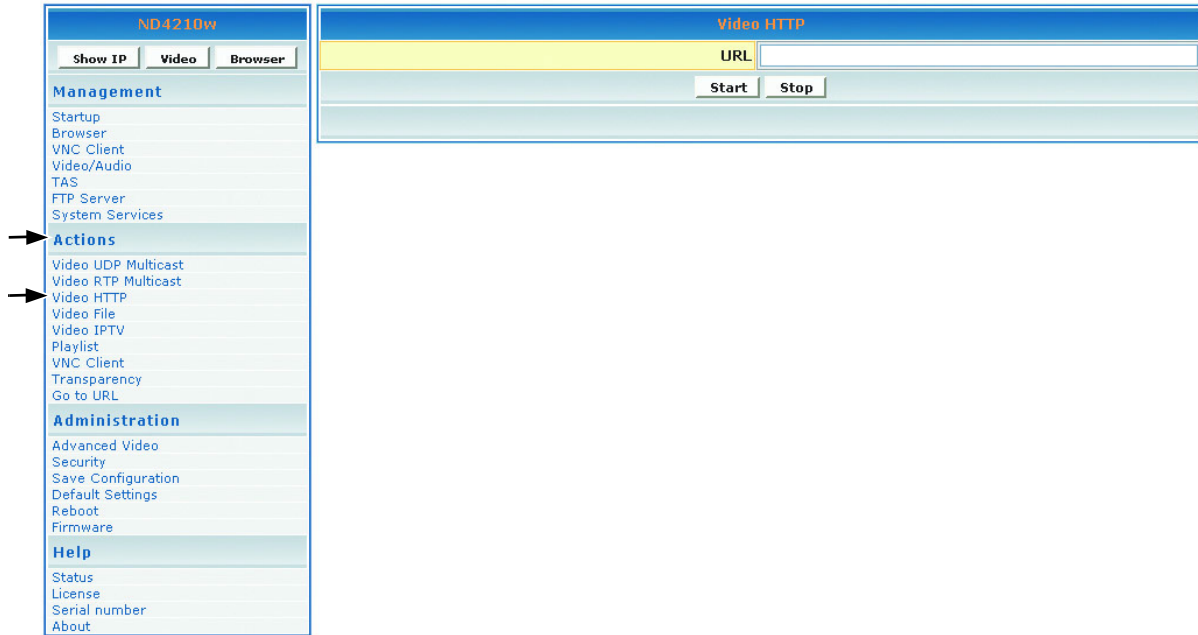 ND4210w
Show IP Video Browser
Management
Startup
Browser
VNC Client
Video/Audio
TAS
FTP Server
System Services
Actions
Video UDP Multicast
Video RTP Multicast
Video HTTP
Video File
Video IPTV
Playlist
VNC Client
Transparency
Go to URL
Administration
Advanced Video
Security
Save Configuration
Default Settings
Reboot
Firmware
Help
Status
License
Serial number
About
Video HTTP
URL
Start Stop